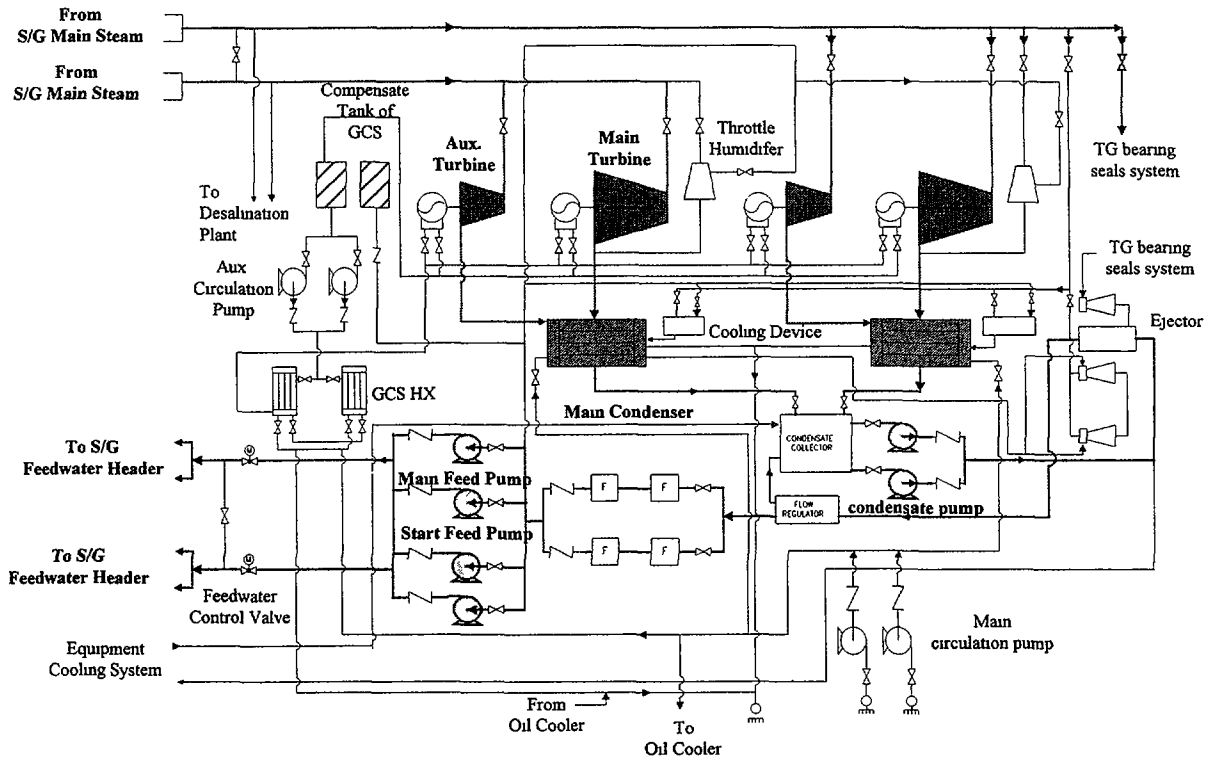 From
S/G Main Steam
From
S/G Main Steam
Compensate
Tank of
GCS
Aux.
Turbine
Main
Turbine
Throttle
Humidifer
TG bearing
seals system
To
Desalination
Plant
TG bearing
seals system
Aux
Circulation
Pump
Cooling Device
Ejector
GCS HX
Main Condenser
CONDENSATE
COLLECTOR
To S/G
Feedwater Header
Main Feed Pump
F
F
FLOW
REGULATOR
condensate pump
Start Feed Pump
F
F
To S/G
Feedwater Header
M
M
Feedwater
Control Valve
Main
circulation pump
Equipment
Cooling System
From
Oil Cooler
To
Oil Cooler